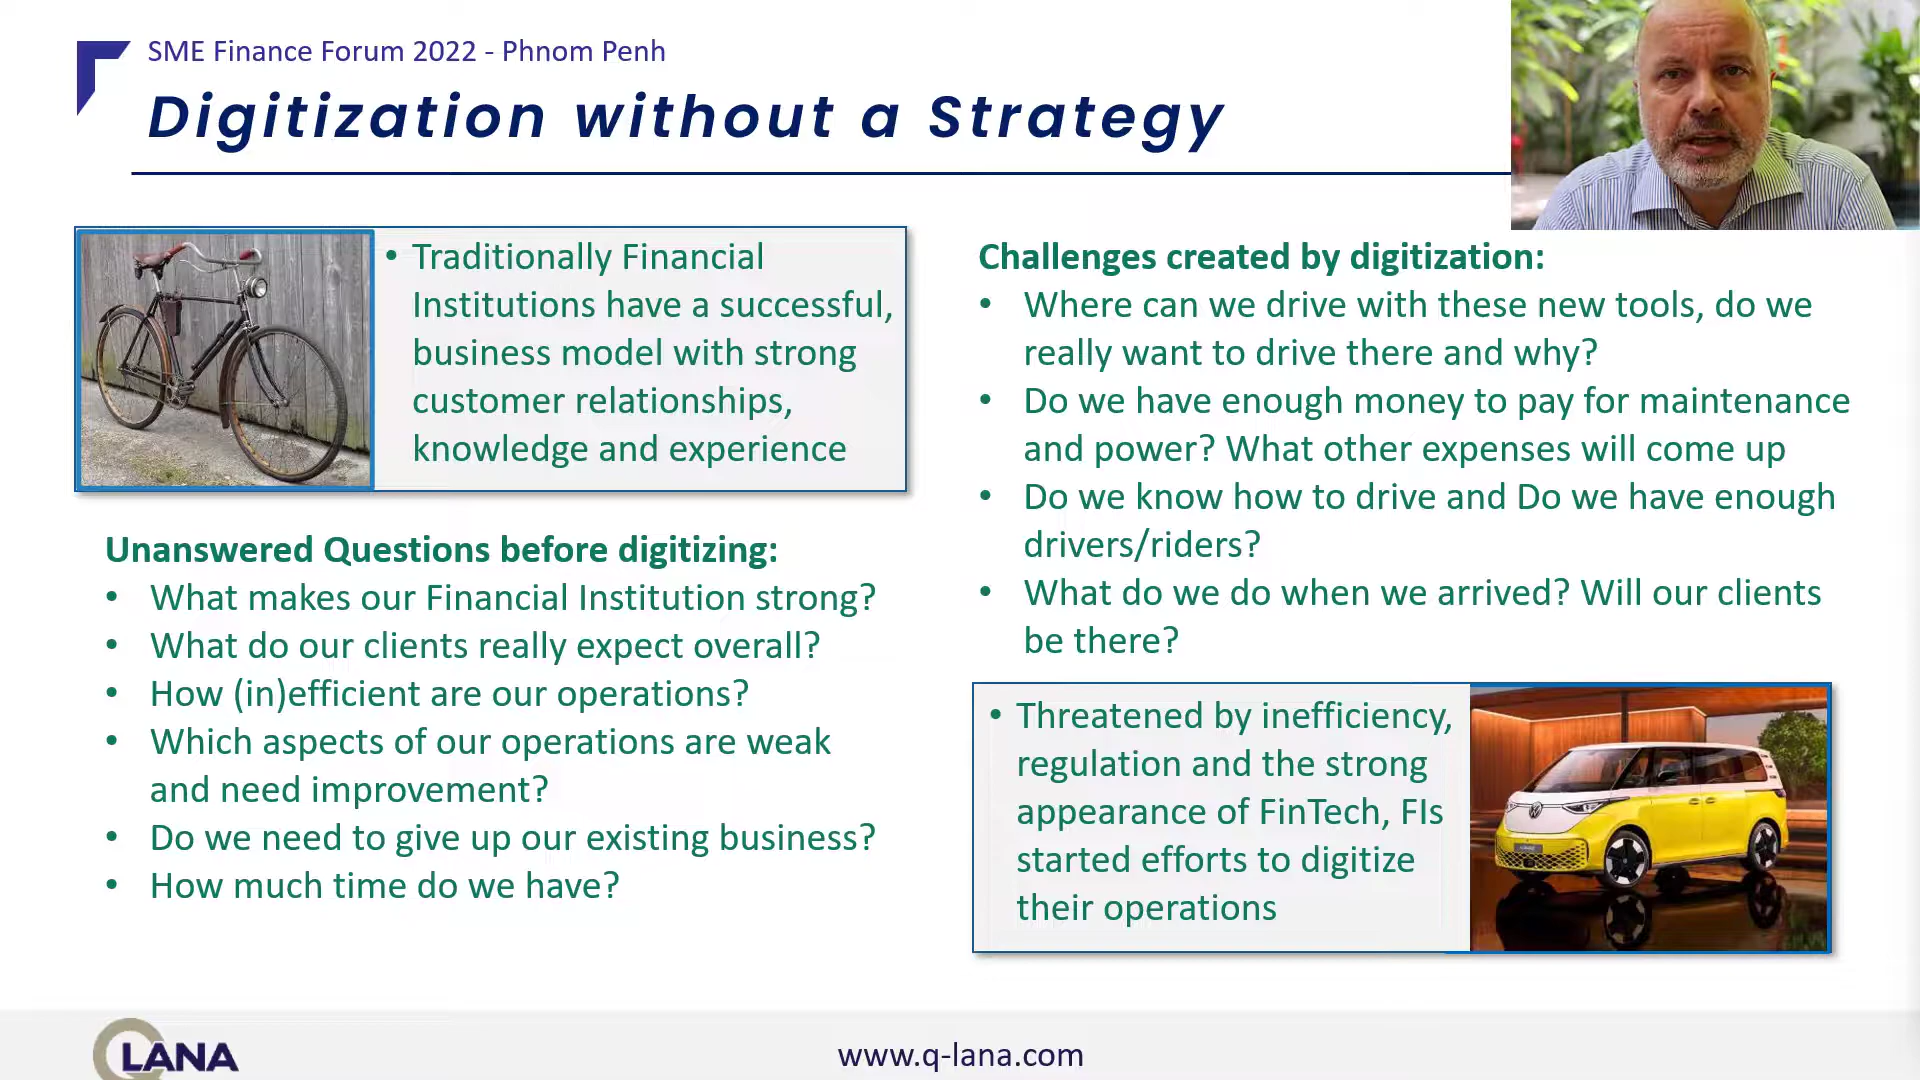 SME Finance Forum 2022 - Phnom Penh
Digitization without a Strategy
• Traditionally Financial
Institutions have a successful,
business model with strong
customer relationships,
knowledge and experience
Unanswered Questions before digitizing:
• What makes our Financial Institution strong?
• What do our clients really expect overall?
• How (in)efficient are our operations?
• Which aspects of our operations are weak
and need improvement?
• Do we need to give up our existing business?
• How much time do we have?
Challenges created by digitization:
• Where can we drive with these new tools, do we
really want to drive there and why?
• Do we have enough money to pay for maintenance
and power? What other expenses will come up
• Do we know how to drive and Do we have enough
drivers/riders?
• What do we do when we arrived? Will our clients
be there?
• Threatened by inefficiency,
regulation and the strong
appearance of FinTech, FIs
started efforts to digitize
their operations
QLANA
www.q-lana.com